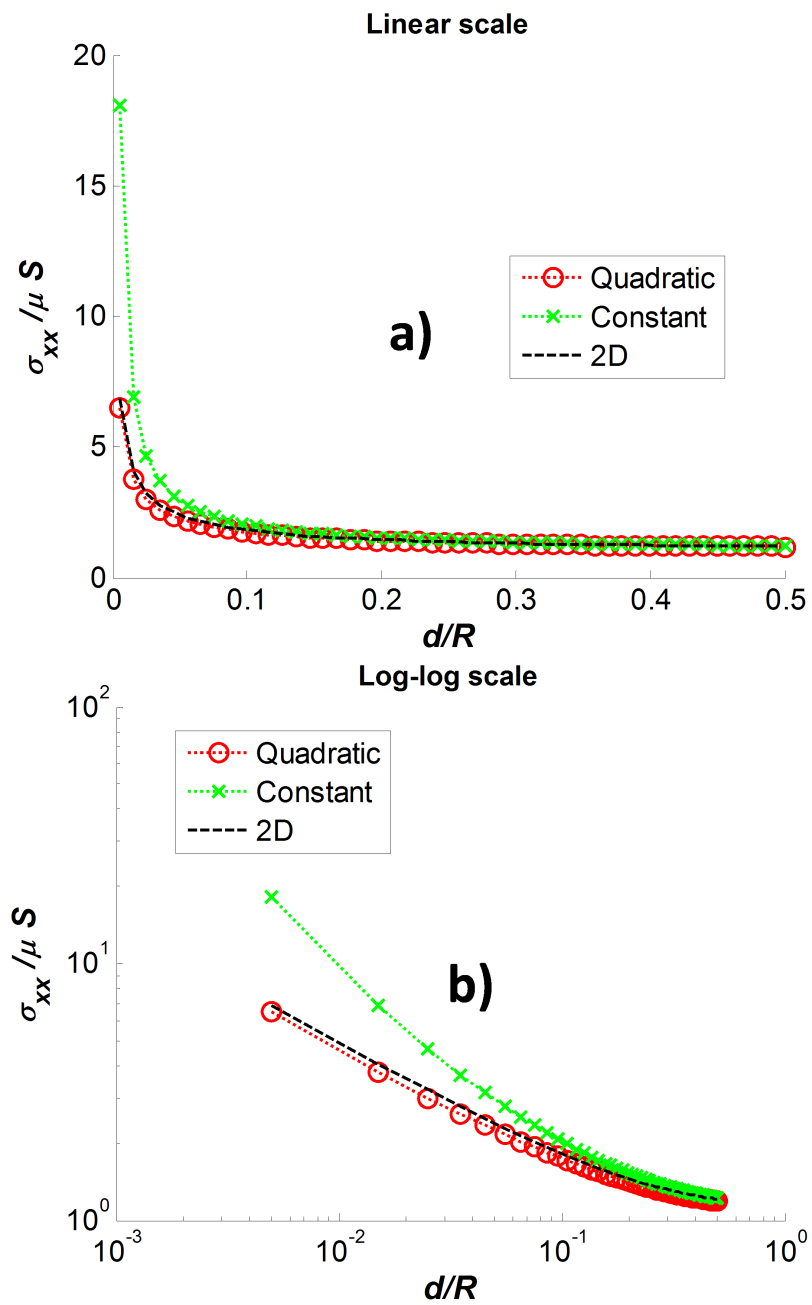 Linear scale
20
15
10
5
0
σxx /μ S
a)
Quadratic
Constant
2D
0 0.1 0.2 0.3 0.4 0.5
d/R
Log-log scale
10²
10¹
10⁰
σxx /μ S
Quadratic
Constant
2D
b)
10⁻³ 10⁻² 10⁻¹ 10⁰
d/R